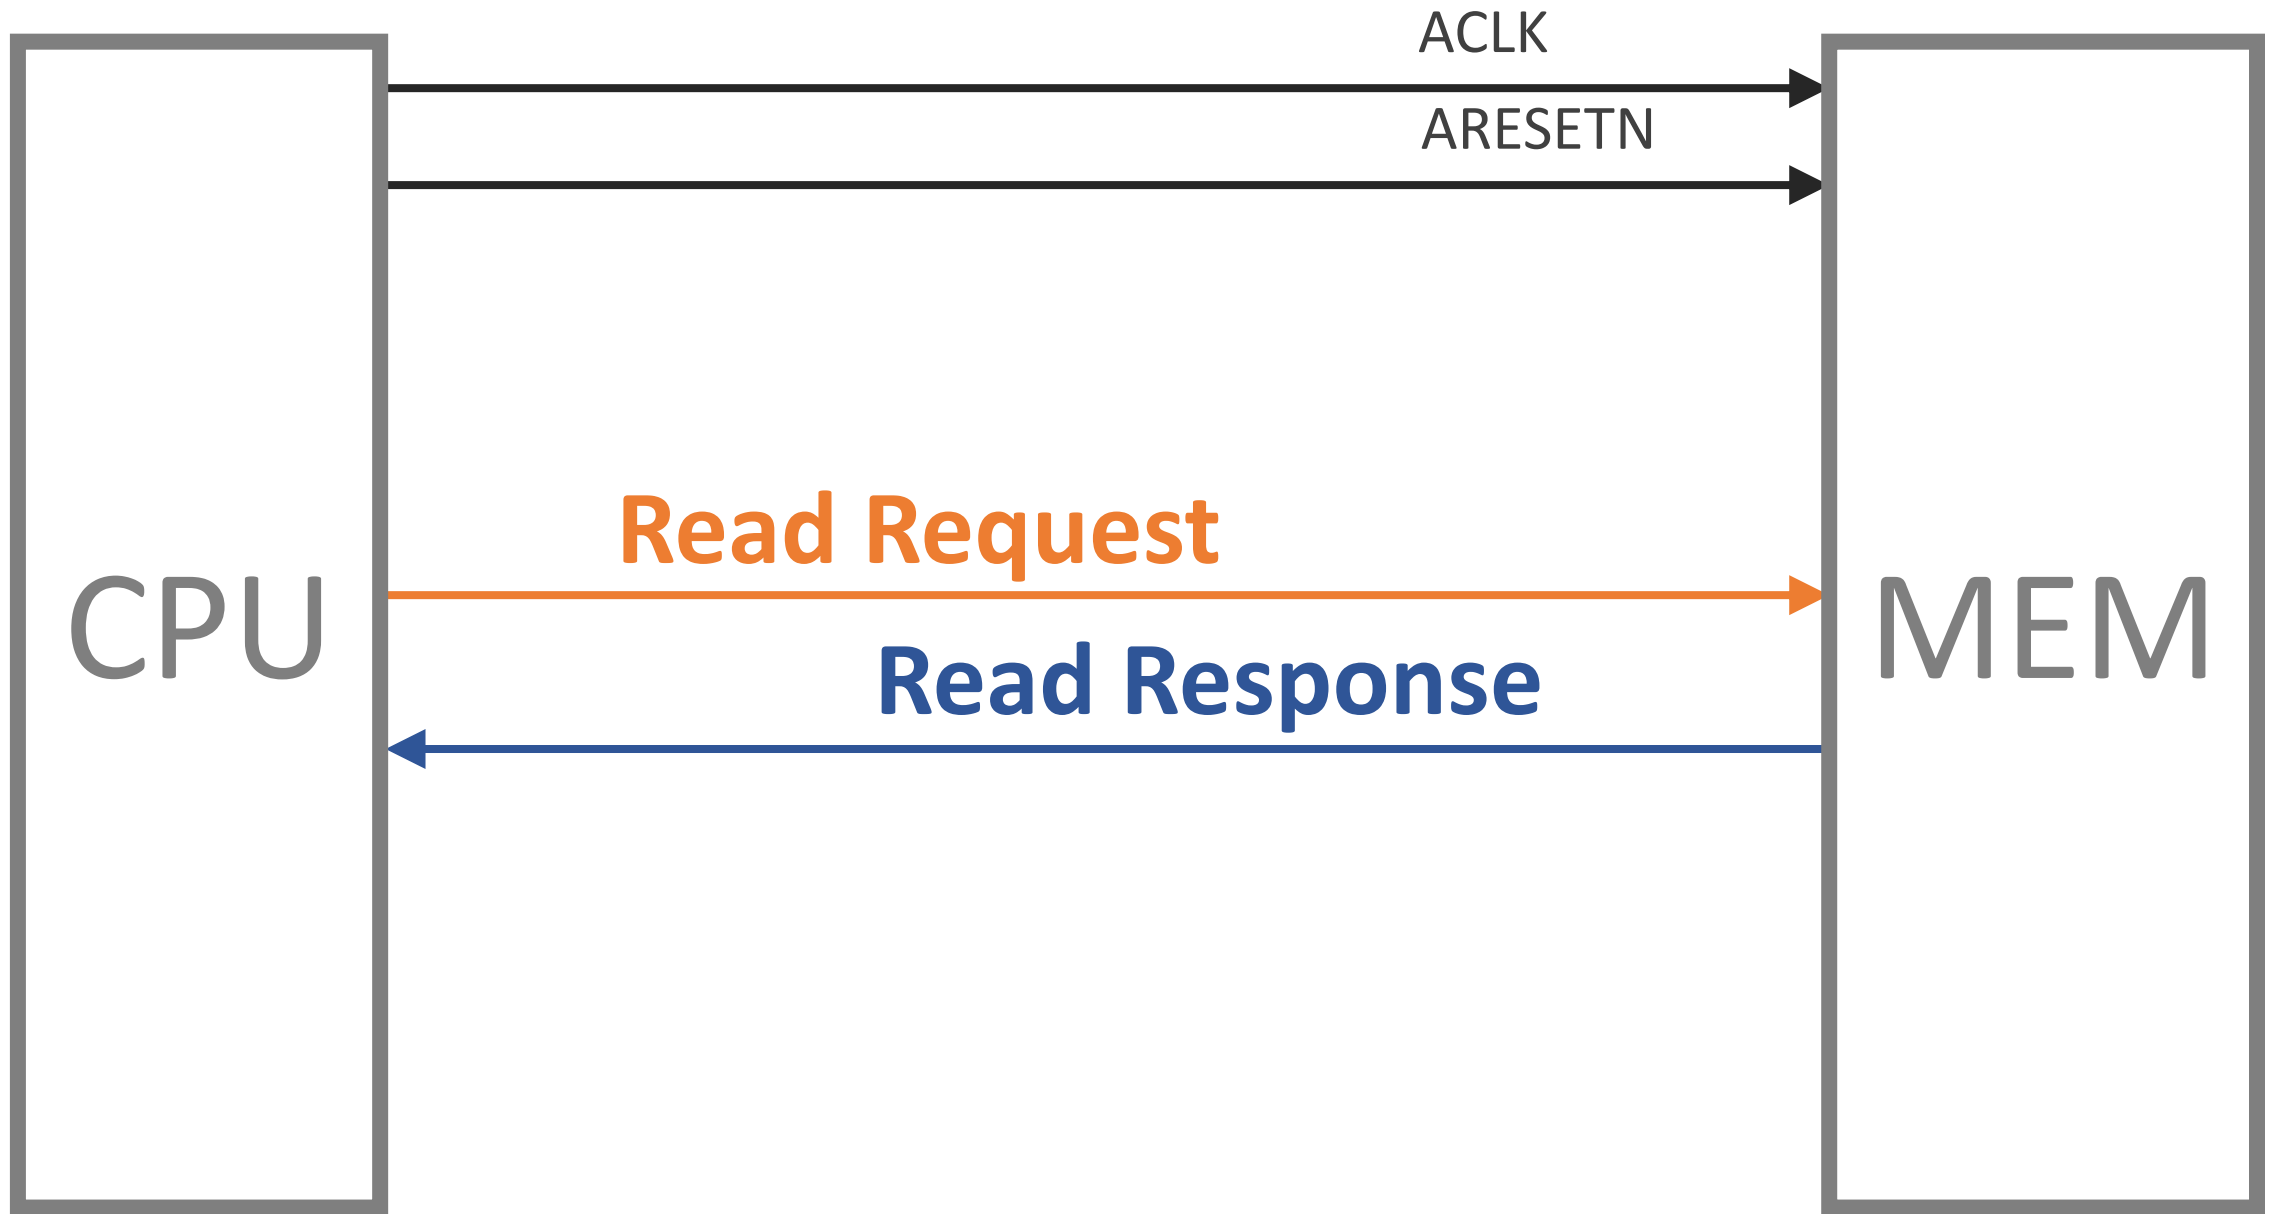 ACLK
ARESETN
Read Request
CPU
MEM
Read Response